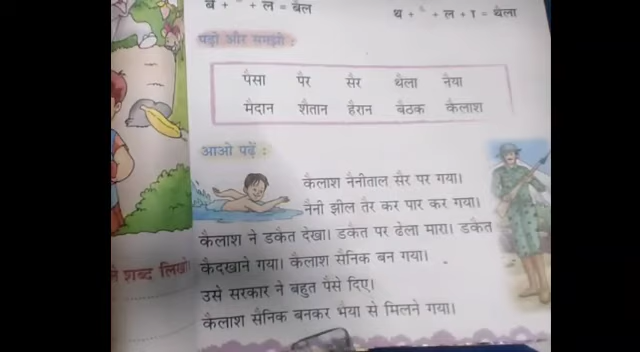 ब + ै + ल = बैल
थ + ै + ल + ा = थैला
पढ़ो और समझो :
पैसा पैर सैर थैला नैया
मैदान शैतान हैरान बैठक कैलाश
आओ पढ़ें :
कैलाश नैनीताल सैर पर गया।
नैनी झील तैर कर पार कर गया।
कैलाश ने डकैत देखा। डकैत पर ढेला मारा। डकैत
कैदखाने गया। कैलाश सैनिक बन गया।
उसे सरकार ने बहुत पैसे दिए।
कैलाश सैनिक बनकर भैया से मिलने गया।
शब्द लिखो